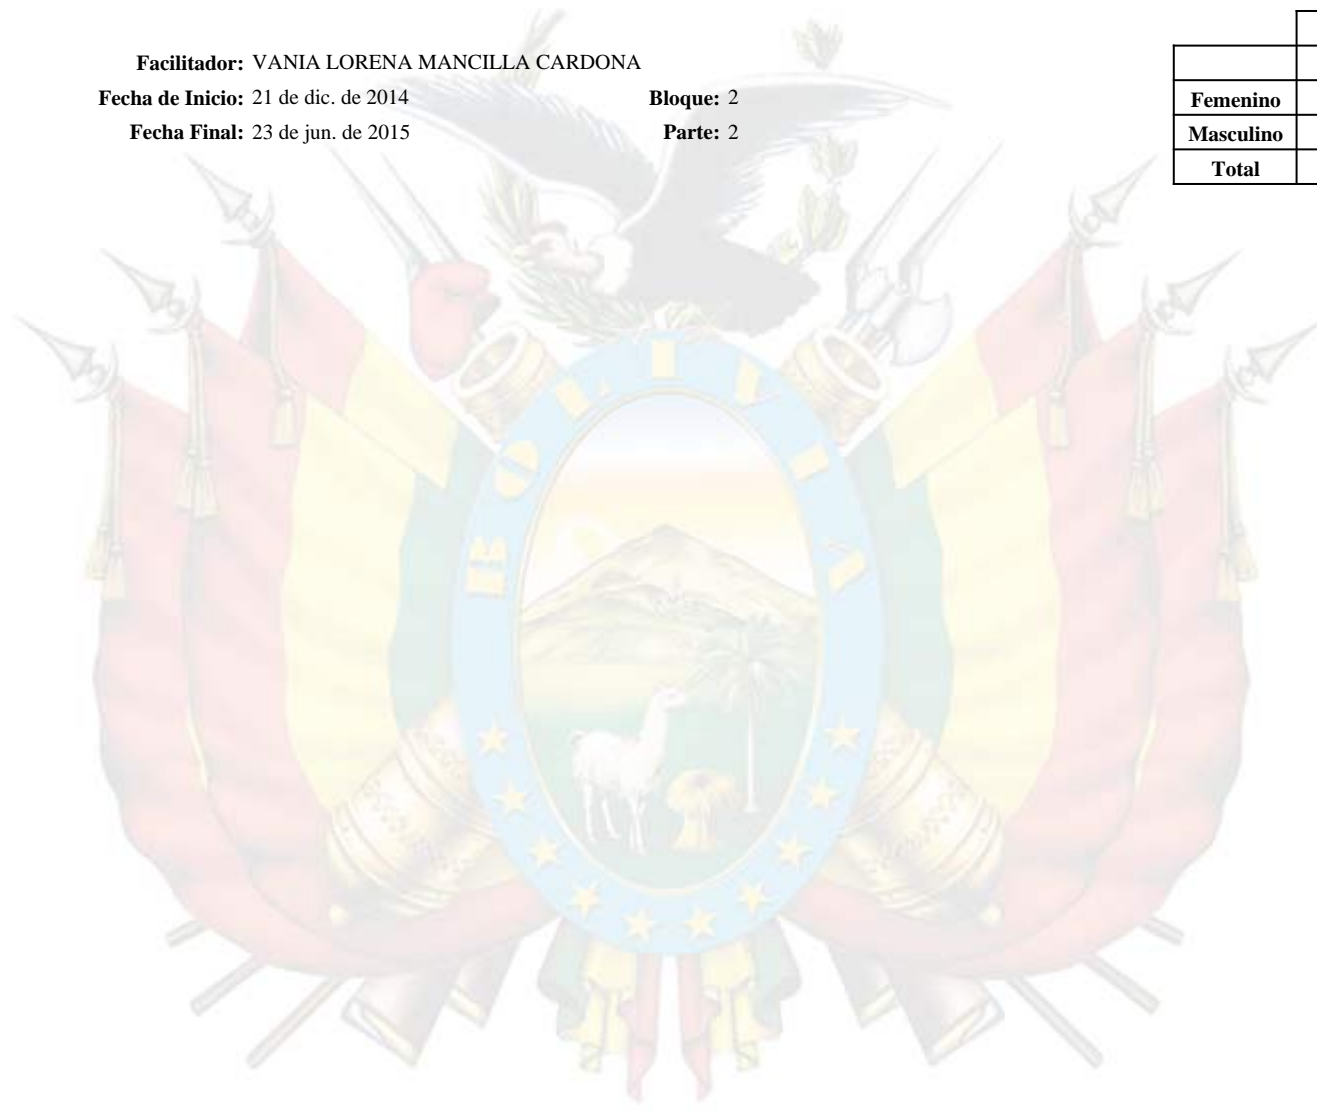 Facilitador: VANIA LORENA MANCILLA CARDONA
Fecha de Inicio: 21 de dic. de 2014 Bloque: 2
Fecha Final: 23 de jun. de 2015 Parte: 2
Femenino
Masculino
Total
BOLIVIA